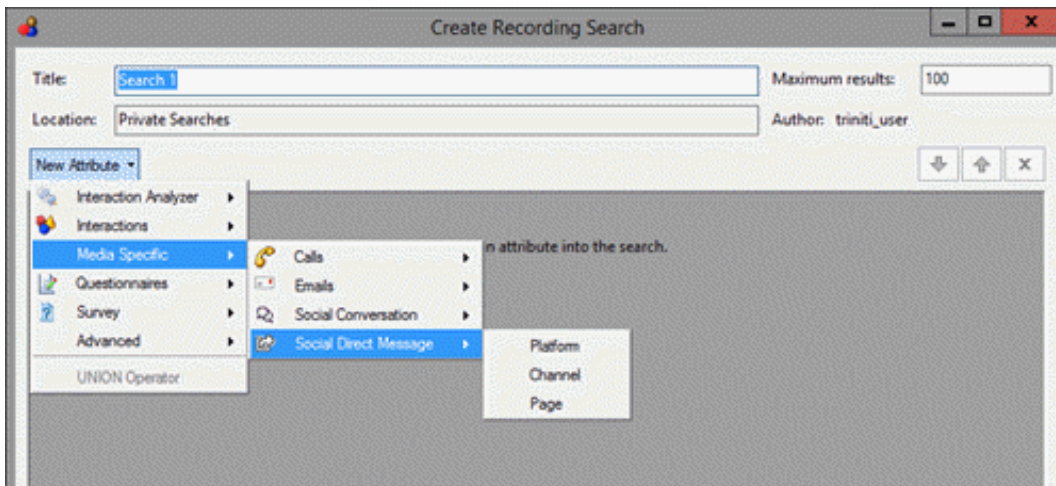 Create Recording Search
Title: Search 1 Maximum results: 100
Location: Private Searches Author: triniti_user
New Attribute
Interaction Analyzer
Interactions
n attribute into the search.
Media Specific
Calls
Questionnaires
Emails
Survey
Social Conversation
Advanced
Social Direct Message
Platform
UNION Operator
Channel
Page